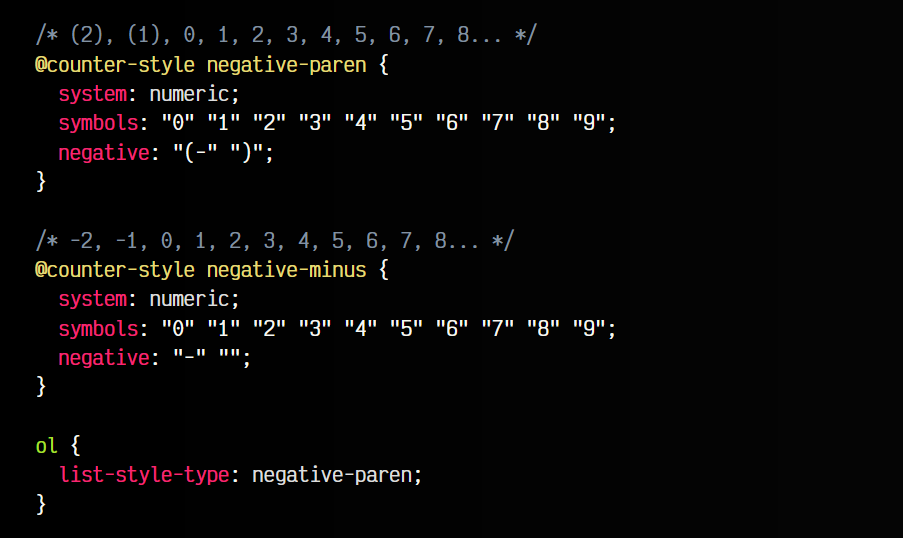 /* (2), (1), 0, 1, 2, 3, 4, 5, 6, 7, 8... */
@counter-style negative-paren {
  system: numeric;
  symbols: "0" "1" "2" "3" "4" "5" "6" "7" "8" "9";
  negative: "(-" ")";
}

/* -2, -1, 0, 1, 2, 3, 4, 5, 6, 7, 8... */
@counter-style negative-minus {
  system: numeric;
  symbols: "0" "1" "2" "3" "4" "5" "6" "7" "8" "9";
  negative: "-" "";
}

ol {
  list-style-type: negative-paren;
}